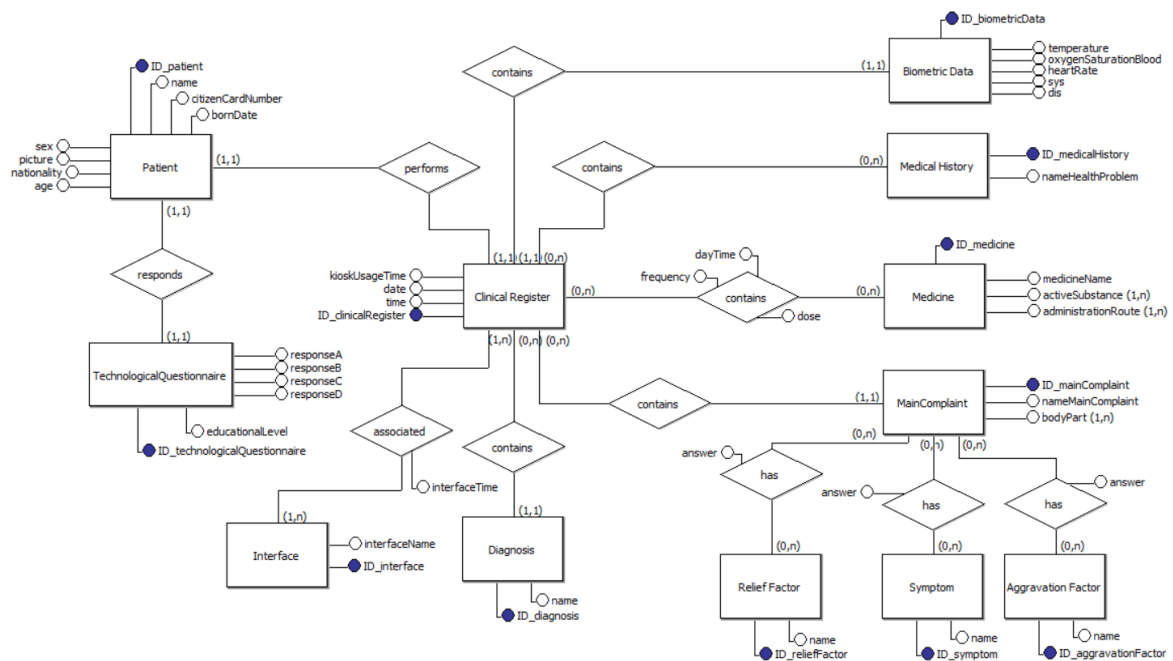 ID_biometricData
temperature
oxygenSaturationBlood
heartRate
sys
dis
Biometric Data
(1,1)
contains
ID_patient
name
citizenCardNumber
bornDate
sex
picture
nationality
age
Patient
(1,1)
performs
contains
(0,n)
Medical History
ID_medicalHistory
nameHealthProblem
(1,1)
responds
(1,1)
(1,1) (1,1) (0,n)
kioskUsageTime
date
time
ID_clinicalRegister
Clinical Register
(0,n)
dayTime
frequency
contains
dose
(0,n)
Medicine
ID_medicine
medicineName
activeSubstance (1,n)
administrationRoute (1,n)
(1,n) (0,n) (0,n)
TechnologicalQuestionnaire
responseA
responseB
responseC
responseD
educationalLevel
ID_technologicalQuestionnaire
associated
interfaceTime
contains
contains
(1,1)
MainComplaint
ID_mainComplaint
nameMainComplaint
bodyPart (1,n)
(0,n) (0,n) (0,n)
answer
has
answer
has
answer
has
(1,n)
Interface
interfaceName
ID_interface
(1,1)
Diagnosis
name
ID_diagnosis
(0,n)
Relief Factor
name
ID_reliefFactor
(0,n)
Symptom
name
ID_symptom
(0,n)
Aggravation Factor
name
ID_aggravationFactor